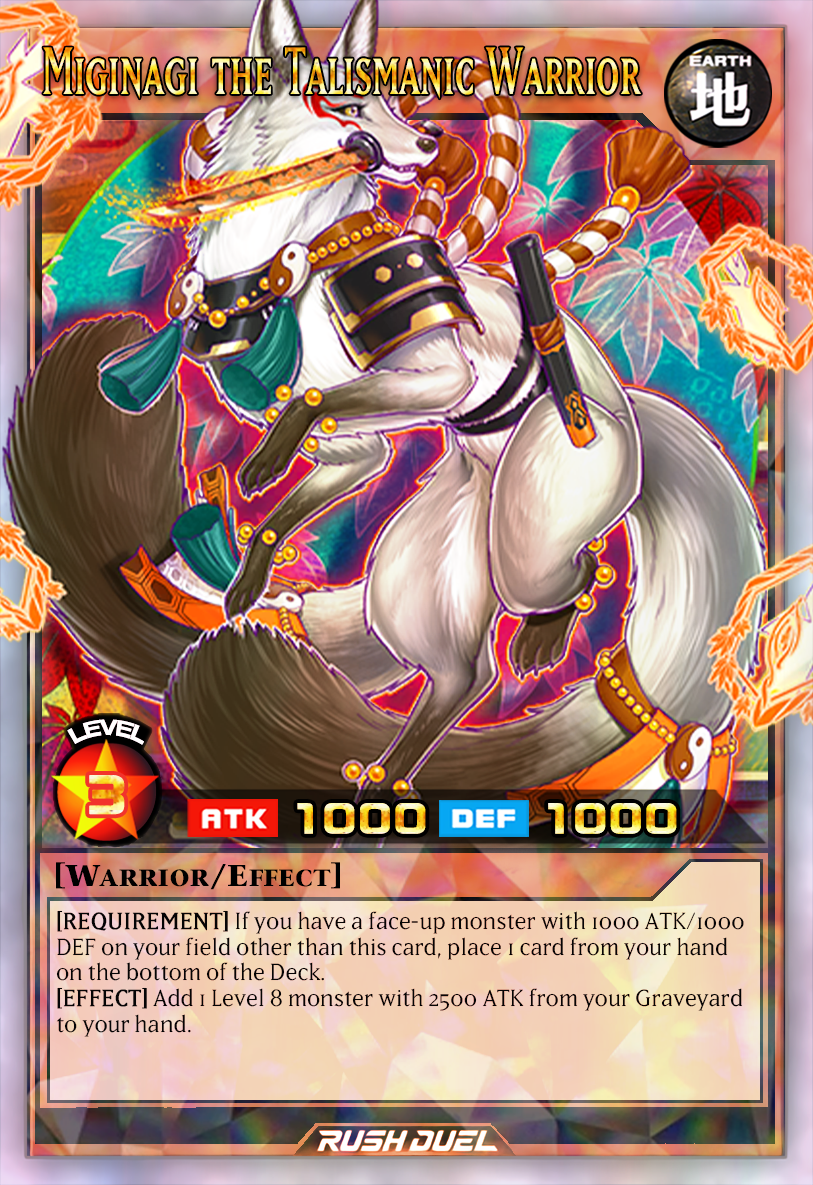 Miginagi the Talismanic Warrior
EARTH
地
LEVEL
3
ATK 1000 DEF 1000
[Warrior/Effect]
[REQUIREMENT] If you have a face-up monster with 1000 ATK/1000
DEF on your field other than this card, place 1 card from your hand
on the bottom of the Deck.
[EFFECT] Add 1 Level 8 monster with 2500 ATK from your Graveyard
to your hand.
RUSH DUEL